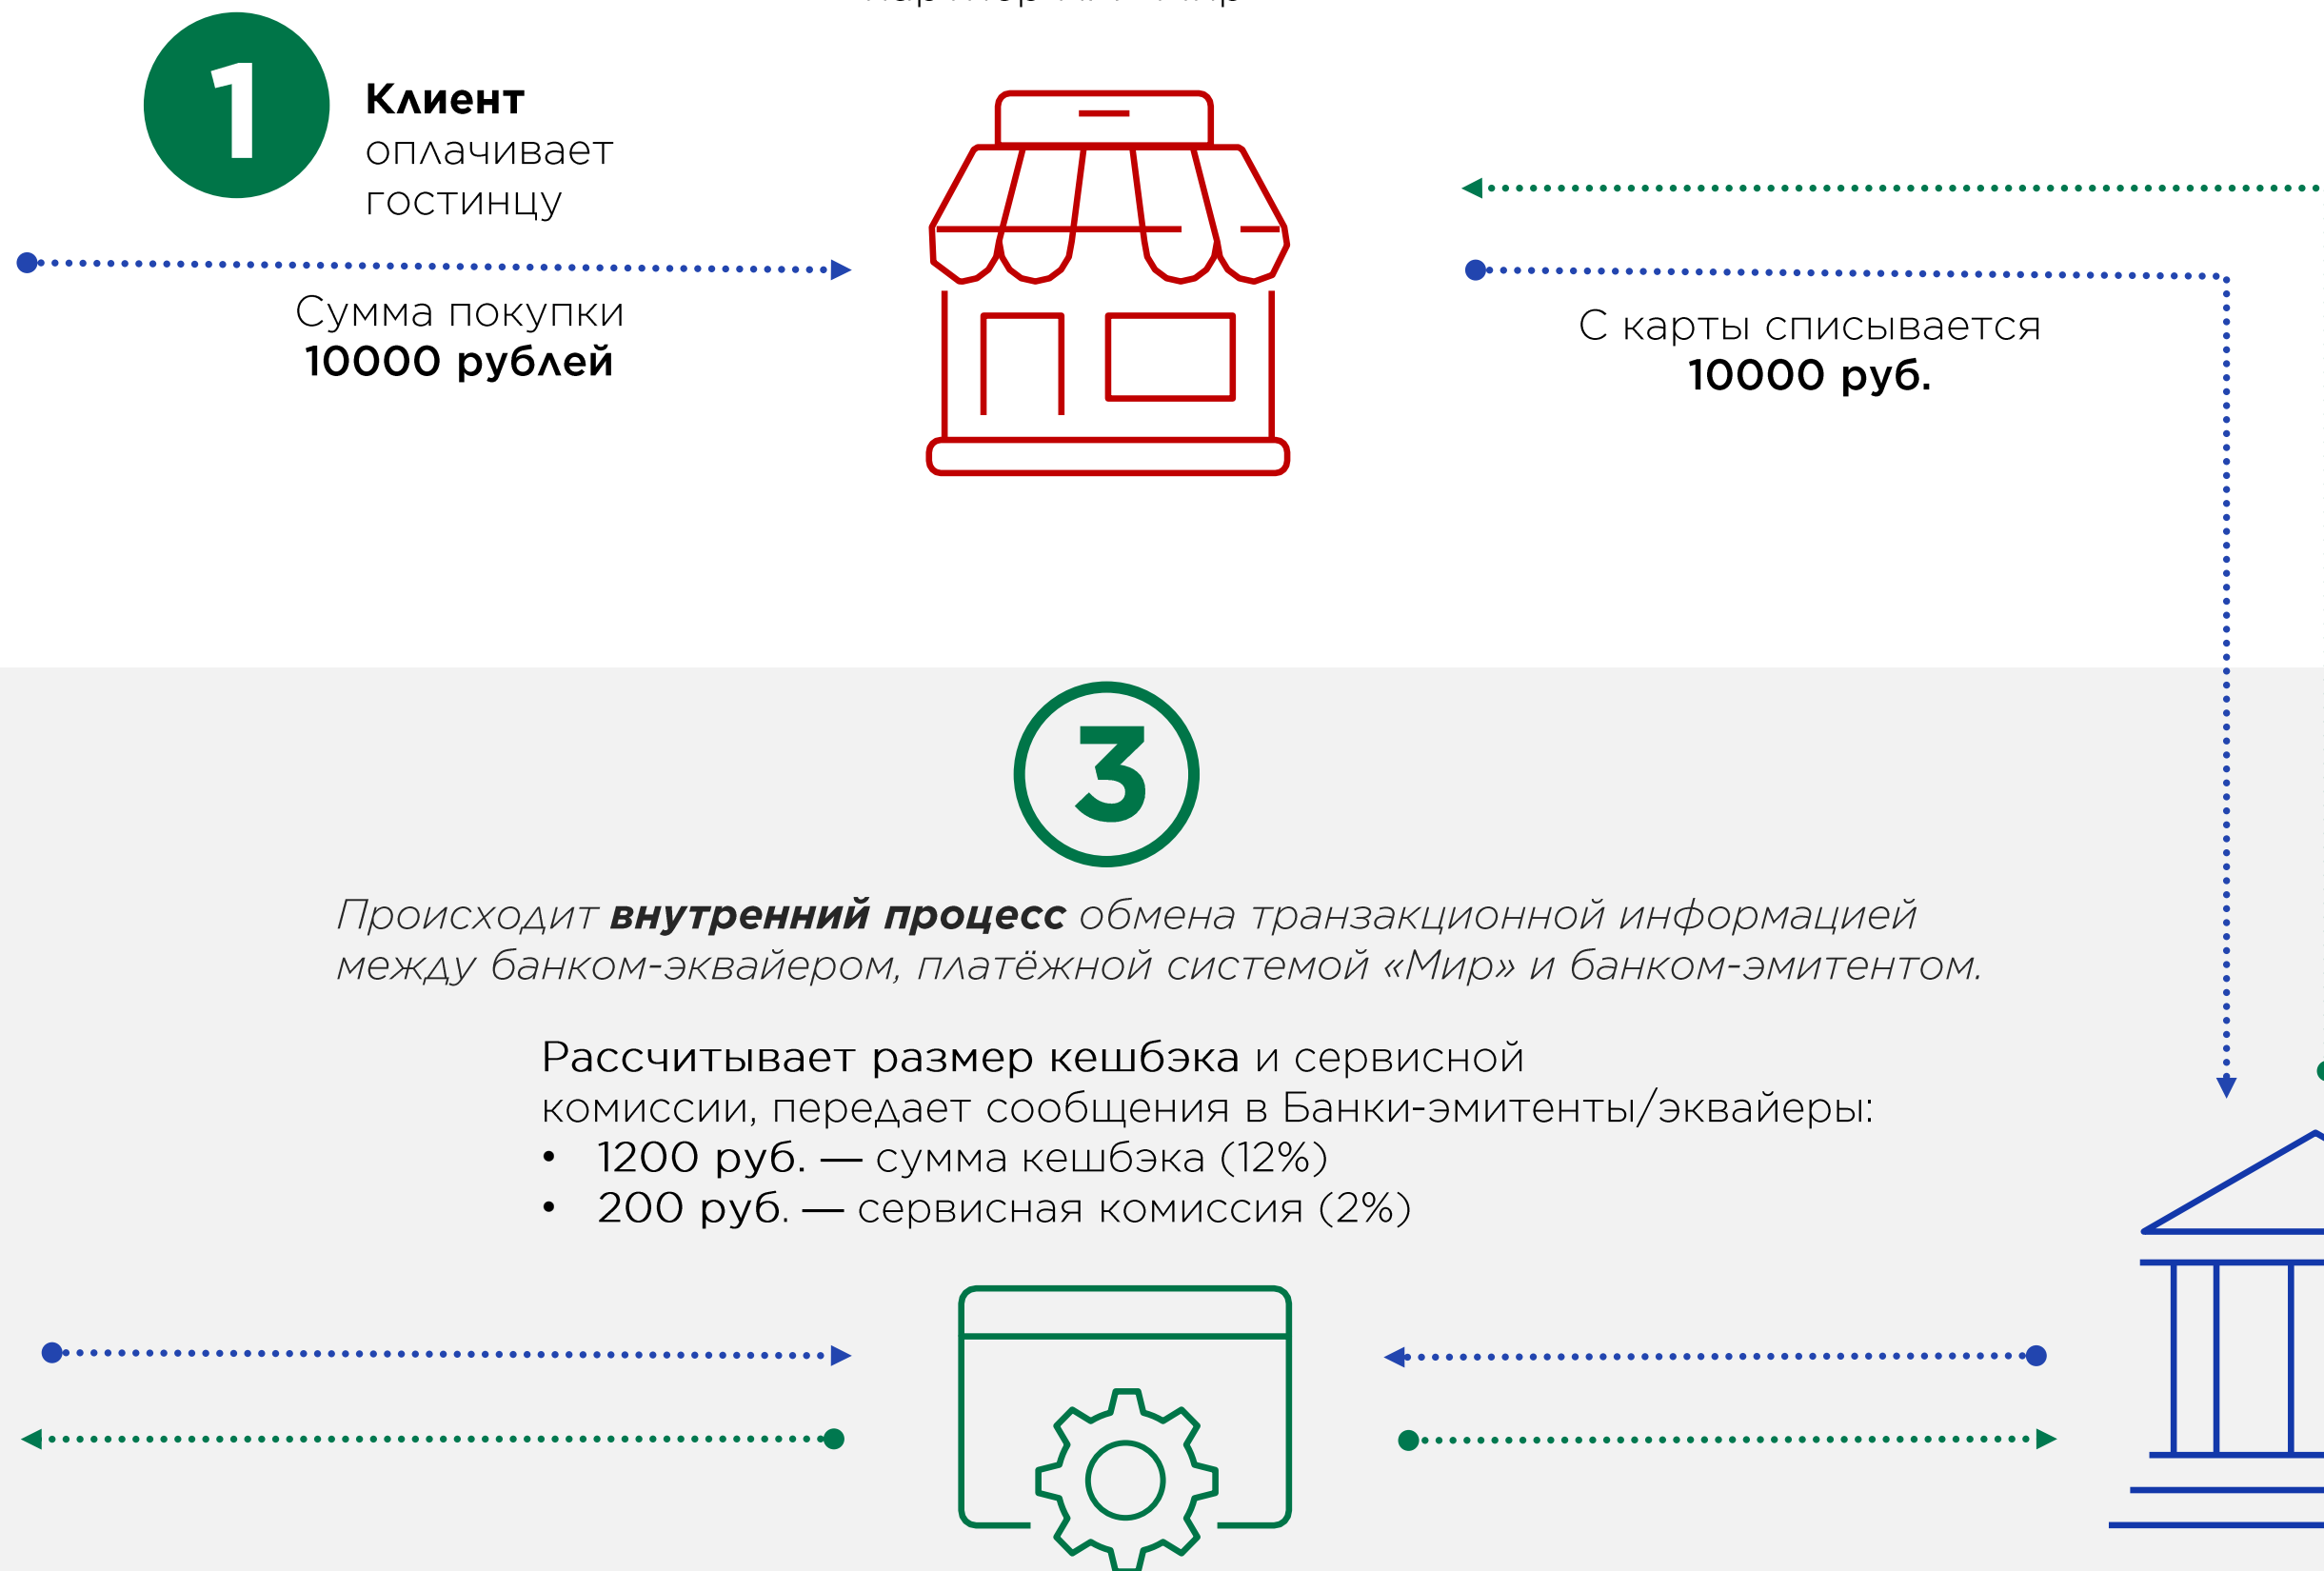 1
Клиент
оплачивает
гостинцу
Сумма покупки
10000 рублей
С карты списывается
10000 руб.
3
Происходит внутренний процесс обмена транзакционной информацией
между банком-эквайером, платёжной системой «Мир» и банком-эмитентом.
Рассчитывает размер кешбэка и сервисной
комиссии, передает сообщения в Банки-эмитенты/эквайеры:
• 1200 руб. — сумма кешбэка (12%)
• 200 руб. — сервисная комиссия (2%)